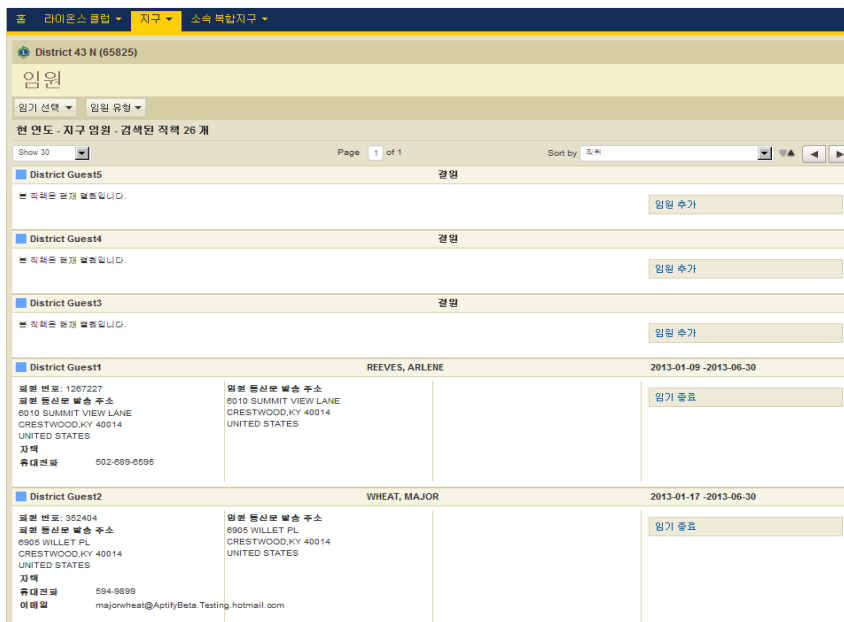 홈 라이온스 클럽 지구 소속 복합지구
District 43 N (65825)
임원
임기 선택 임원 유형
현 연도 - 지구 임원 - 검색된 직책 26 개
Show 30 Page 1 of 1 Sort by 직위
District Guest5 결원
본 직책은 현재 결원입니다.
임원 추가
District Guest4 결원
본 직책은 현재 결원입니다.
임원 추가
District Guest3 결원
본 직책은 현재 결원입니다.
임원 추가
District Guest1 REEVES, ARLENE 2013-01-09 -2013-06-30
회원 번호: 1267227 임원 통신문 발송 주소
임기 종료
회원 통신문 발송 주소 6010 SUMMIT VIEW LANE
6010 SUMMIT VIEW LANE CRESTWOOD,KY 40014
CRESTWOOD,KY 40014 UNITED STATES
UNITED STATES
자택
휴대전화 502-689-6595
District Guest2 WHEAT, MAJOR 2013-01-17 -2013-06-30
회원 번호: 352404 임원 통신문 발송 주소
임기 종료
회원 통신문 발송 주소 6905 WILLET PL
6905 WILLET PL CRESTWOOD,KY 40014
CRESTWOOD,KY 40014 UNITED STATES
UNITED STATES
자택
휴대전화 594-9899
이메일 majorwheat@AptifyBeta.Testing.hotmail.com